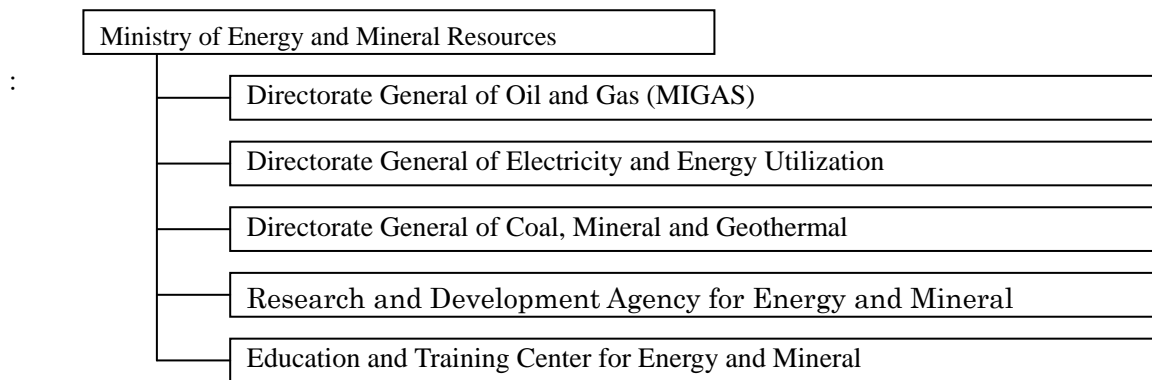 Ministry of Energy and Mineral Resources
:
Directorate General of Oil and Gas (MIGAS)
Directorate General of Electricity and Energy Utilization
Directorate General of Coal, Mineral and Geothermal
Research and Development Agency for Energy and Mineral
Education and Training Center for Energy and Mineral